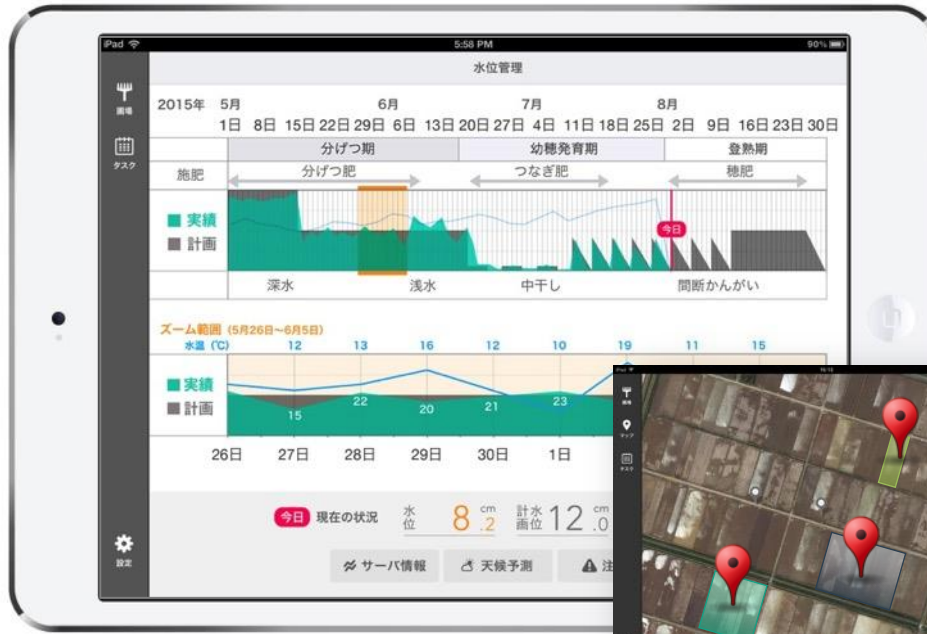 iPad 5:58 PM 90%
水位管理
圃場
タスク
設定
2015年 5月 6月 7月 8月
1日 8日 15日 22日 29日 6日 13日 20日 27日 4日 11日 18日 25日 2日 9日 16日 23日 30日
分げつ期 幼穂発育期 登熟期
施肥 分げつ肥 つなぎ肥 穂肥
実績
計画
今日
深水 浅水 中干し 間断かんがい
ズーム範囲 (5月26日~6月5日)
水温 (℃) 12 13 16 12 10 19 11 15
実績
計画
15 22 20 21 23
26日 27日 28日 29日 30日 1日
今日 現在の状況 水位 8.2 cm 計画水位 12.0 cm
サーバ情報 天候予測 注
iPad
圃場
マップ
タスク